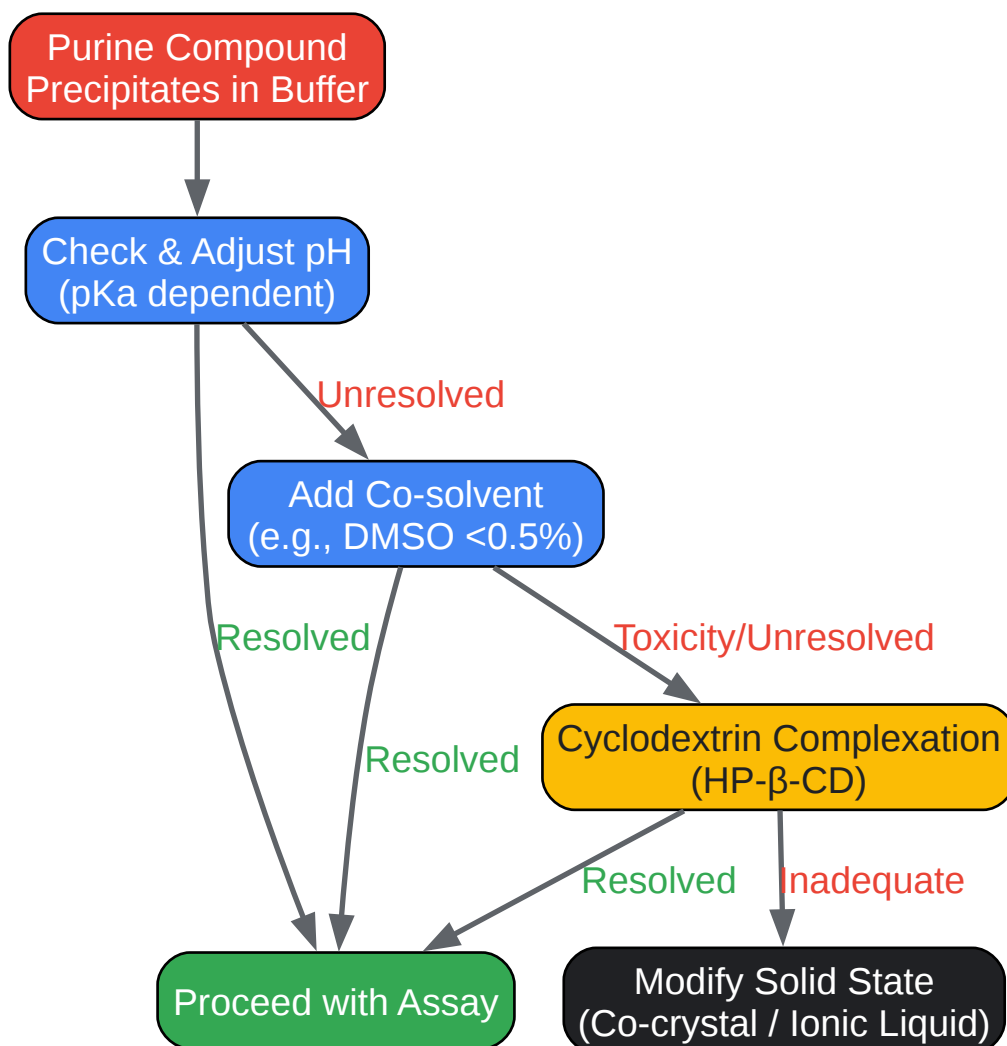 Purine Compound
Precipitates in Buffer
Check & Adjust pH
(pKa dependent)
Unresolved
Add Co-solvent
(e.g., DMSO <0.5%)
Resolved
Toxicity/Unresolved
Resolved
Cyclodextrin Complexation
(HP-β-CD)
Resolved
Inadequate
Proceed with Assay
Modify Solid State
(Co-crystal / Ionic Liquid)